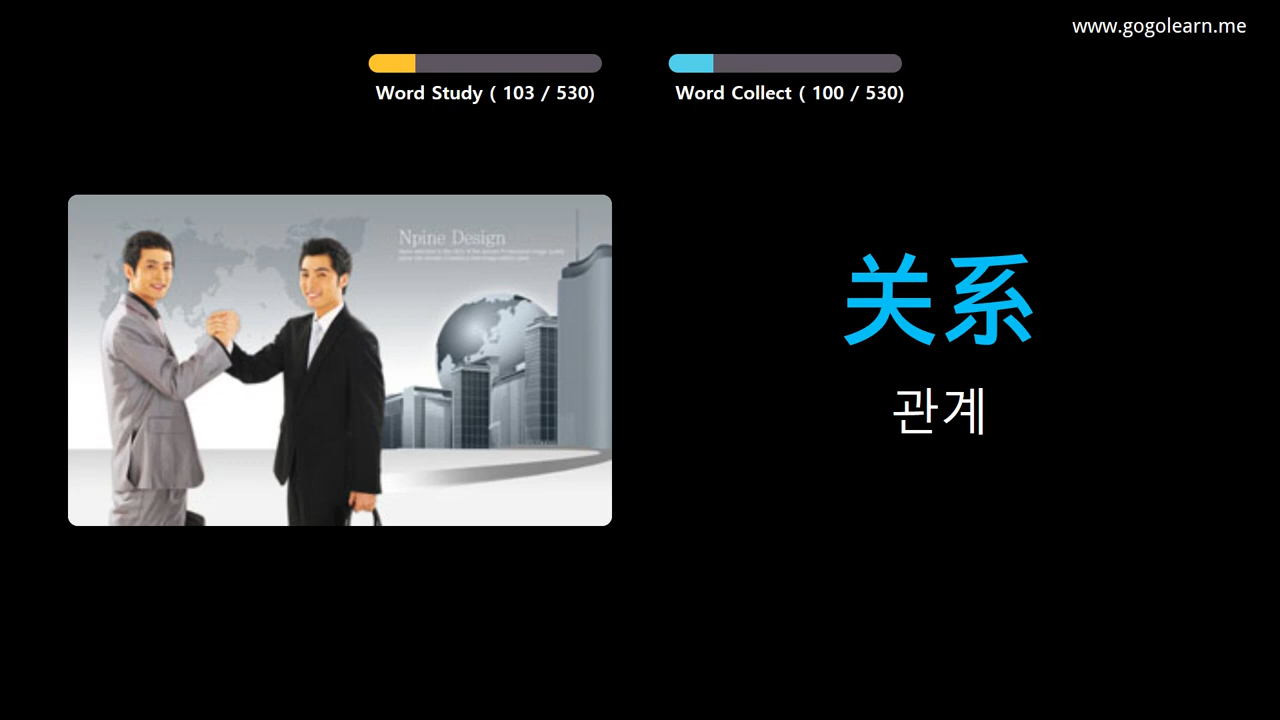 www.gogolearn.me
Word Study ( 103 / 530)
Word Collect ( 100 / 530)
Npine Design
关系
관계